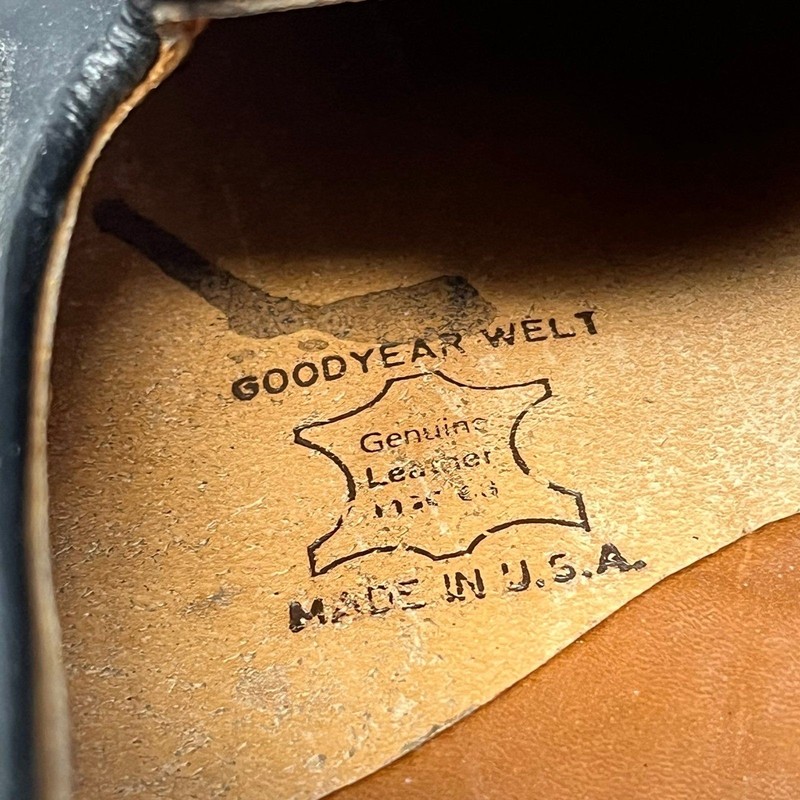 GOODYEAR WELT
Genuine
Leather
MADE IN U.S.A.